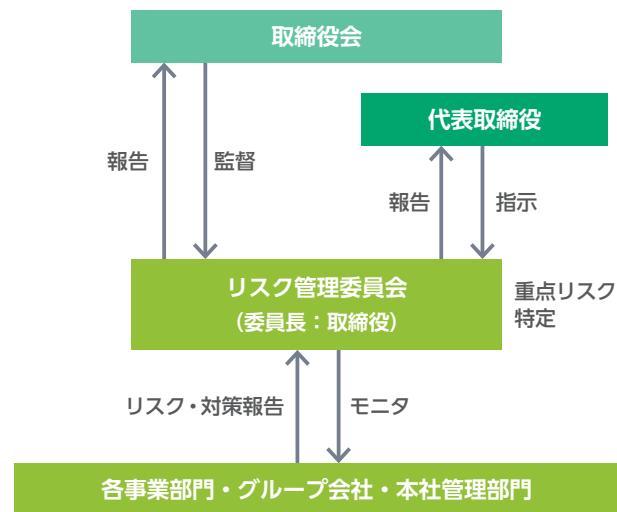 取締役会
代表取締役
報告
監督
報告
指示
リスク管理委員会
（委員長：取締役）
重点リスク
特定
リスク・対策報告
モニタ
各事業部門・グループ会社・本社管理部門